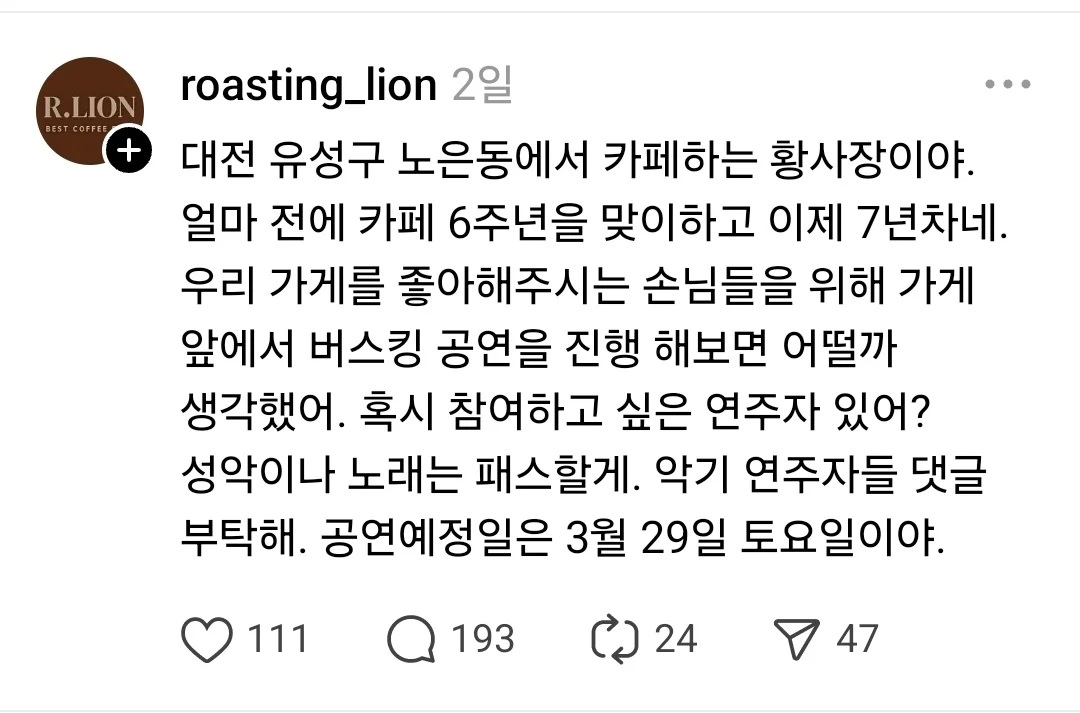 roasting_lion 2일
R.LION
BEST COFFEE
대전 유성구 노은동에서 카페하는 황사장이야.
얼마 전에 카페 6주년을 맞이하고 이제 7년차네.
우리 가게를 좋아해주시는 손님들을 위해 가게
앞에서 버스킹 공연을 진행 해보면 어떨까
생각했어. 혹시 참여하고 싶은 연주자 있어?
성악이나 노래는 패스할게. 악기 연주자들 댓글
부탁해. 공연예정일은 3월 29일 토요일이야.
111 193 24 47